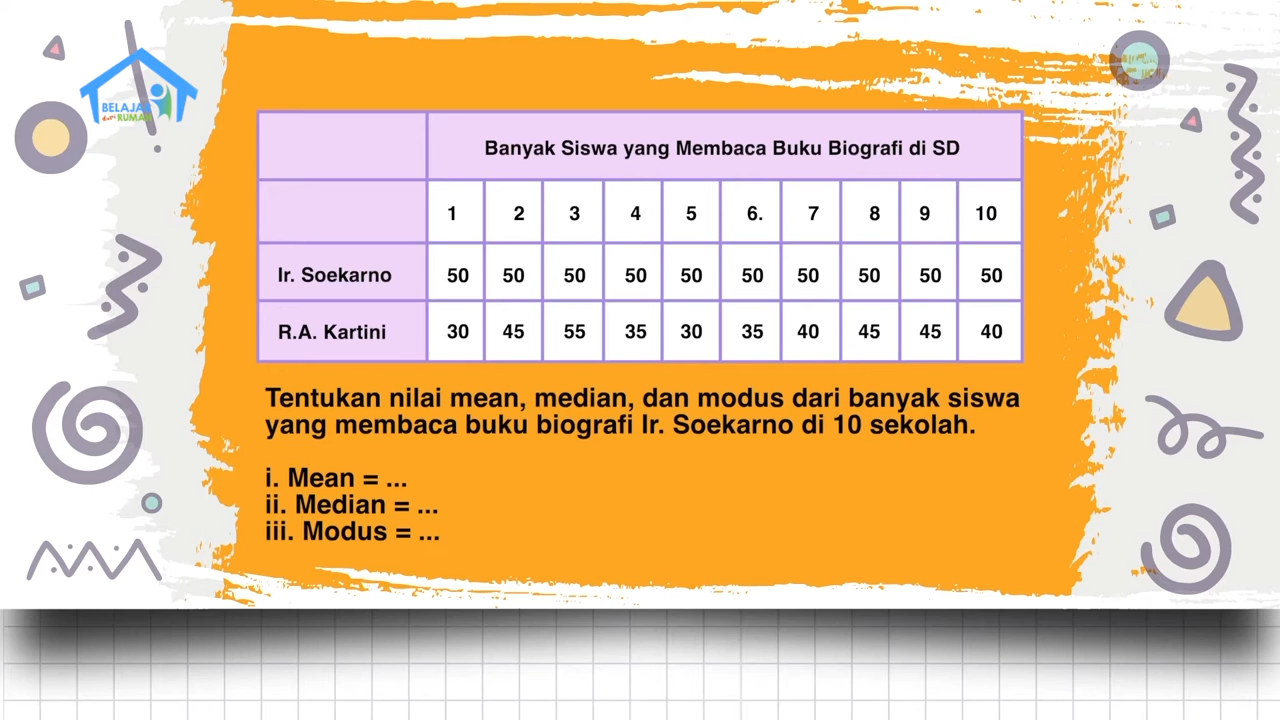 BELAJAR
dari RUMAH
Banyak Siswa yang Membaca Buku Biografi di SD
1 2 3 4 5 6. 7 8 9 10
Ir. Soekarno 50 50 50 50 50 50 50 50 50 50
R.A. Kartini 30 45 55 35 30 35 40 45 45 40
Tentukan nilai mean, median, dan modus dari banyak siswa
yang membaca buku biografi Ir. Soekarno di 10 sekolah.
i. Mean = ...
ii. Median = ...
iii. Modus = ...